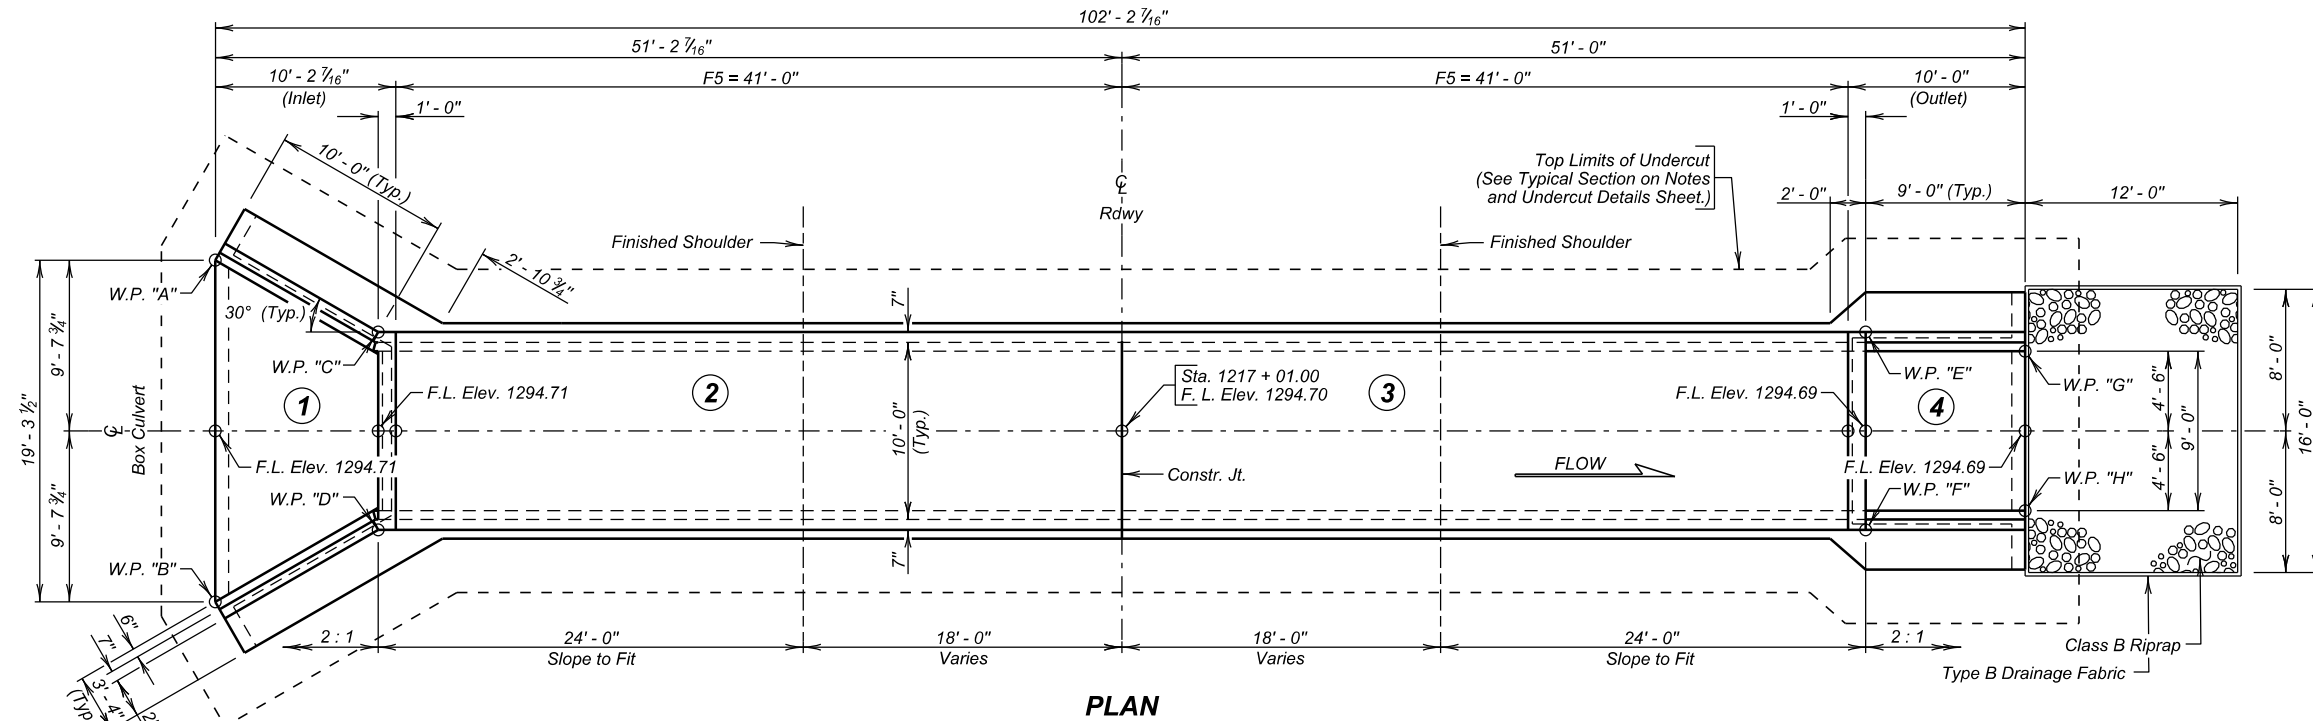 102' - 2 7/16"
51' - 2 7/16"
51' - 0"
10' - 2 7/16"
(Inlet)
F5 = 41' - 0"
F5 = 41' - 0"
10' - 0"
(Outlet)
1' - 0"
1' - 0"
10' - 0" (Typ.)
2' - 10 3/4"
℄
Rdwy
Top Limits of Undercut
(See Typical Section on Notes
and Undercut Details Sheet.)
2' - 0"
9' - 0" (Typ.)
12' - 0"
Finished Shoulder
Finished Shoulder
W.P. "A"
30° (Typ.)
7"
W.P. "C"
W.P. "E"
W.P. "G"
19' - 3 1/2"
9' - 7 3/4"
9' - 7 3/4"
℄
Box Culvert
1
2
3
4
F.L. Elev. 1294.71
Sta. 1217 + 01.00
F. L. Elev. 1294.70
F.L. Elev. 1294.69
10' - 0"
(Typ.)
4' - 6"
4' - 6"
9' - 0"
8' - 0"
8' - 0"
16' - 0"
F.L. Elev. 1294.71
Constr. Jt.
FLOW
F.L. Elev. 1294.69
W.P. "D"
W.P. "F"
W.P. "H"
W.P. "B"
7"
6"
7"
3' - 4"
(Typ
2'
2 : 1
24' - 0"
Slope to Fit
18' - 0"
Varies
18' - 0"
Varies
24' - 0"
Slope to Fit
2 : 1
Class B Riprap
Type B Drainage Fabric
PLAN